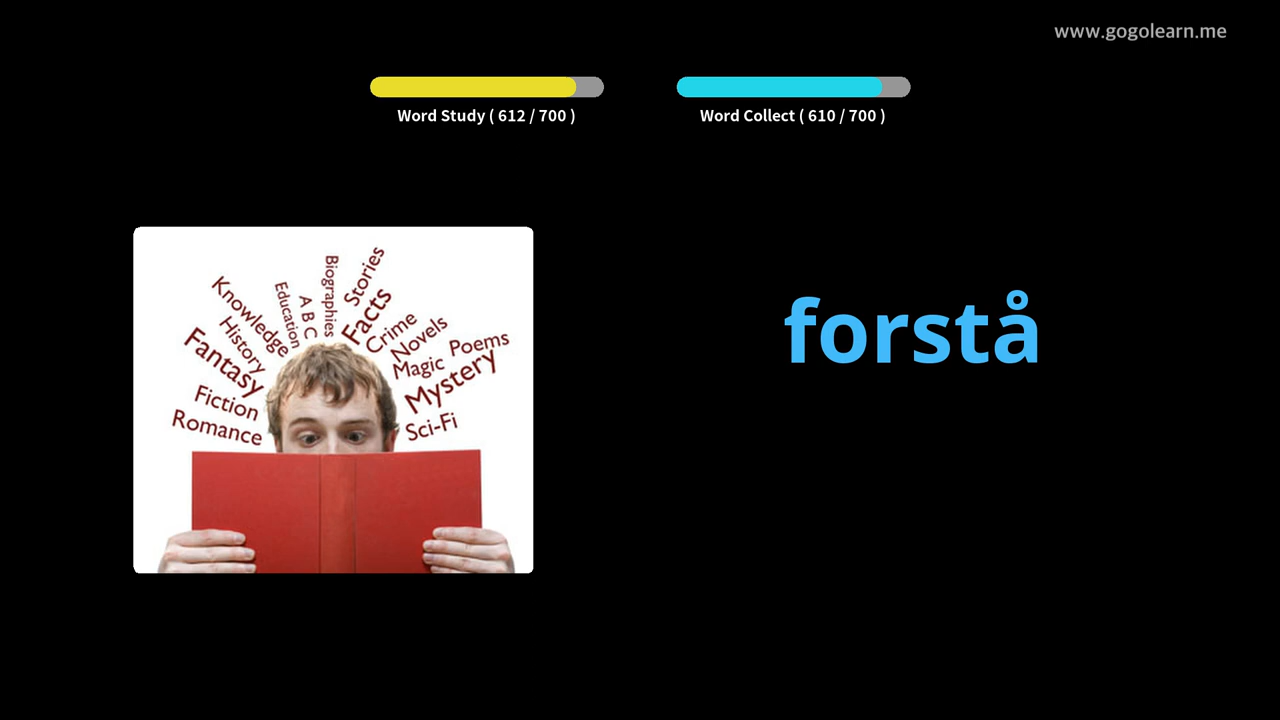 www.gogolearn.me
Word Study ( 612 / 700 )
Word Collect ( 610 / 700 )
Biographies
Stories
Education
A B C
Facts
Knowledge
History
Crime
Novels
Poems
Fantasy
Magic
Mystery
Fiction
Romance
Sci-Fi
forstå